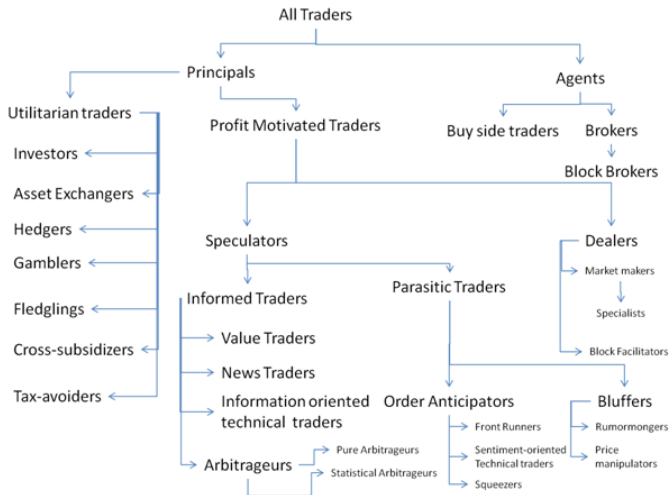 All Traders
Principals
Agents
Utilitarian traders
Profit Motivated Traders
Buy side traders
Brokers
Block Brokers
Investors
Asset Exchangers
Hedgers
Gamblers
Fledglings
Cross-subsidizers
Tax-avoiders
Speculators
Dealers
Market makers
Specialists
Block Facilitators
Informed Traders
Parasitic Traders
Value Traders
News Traders
Information oriented
technical traders
Arbitrageurs
Pure Arbitrageurs
Statistical Arbitrageurs
Order Anticipators
Front Runners
Sentiment-oriented
Technical traders
Squeezers
Bluffers
Rumormongers
Price
manipulators